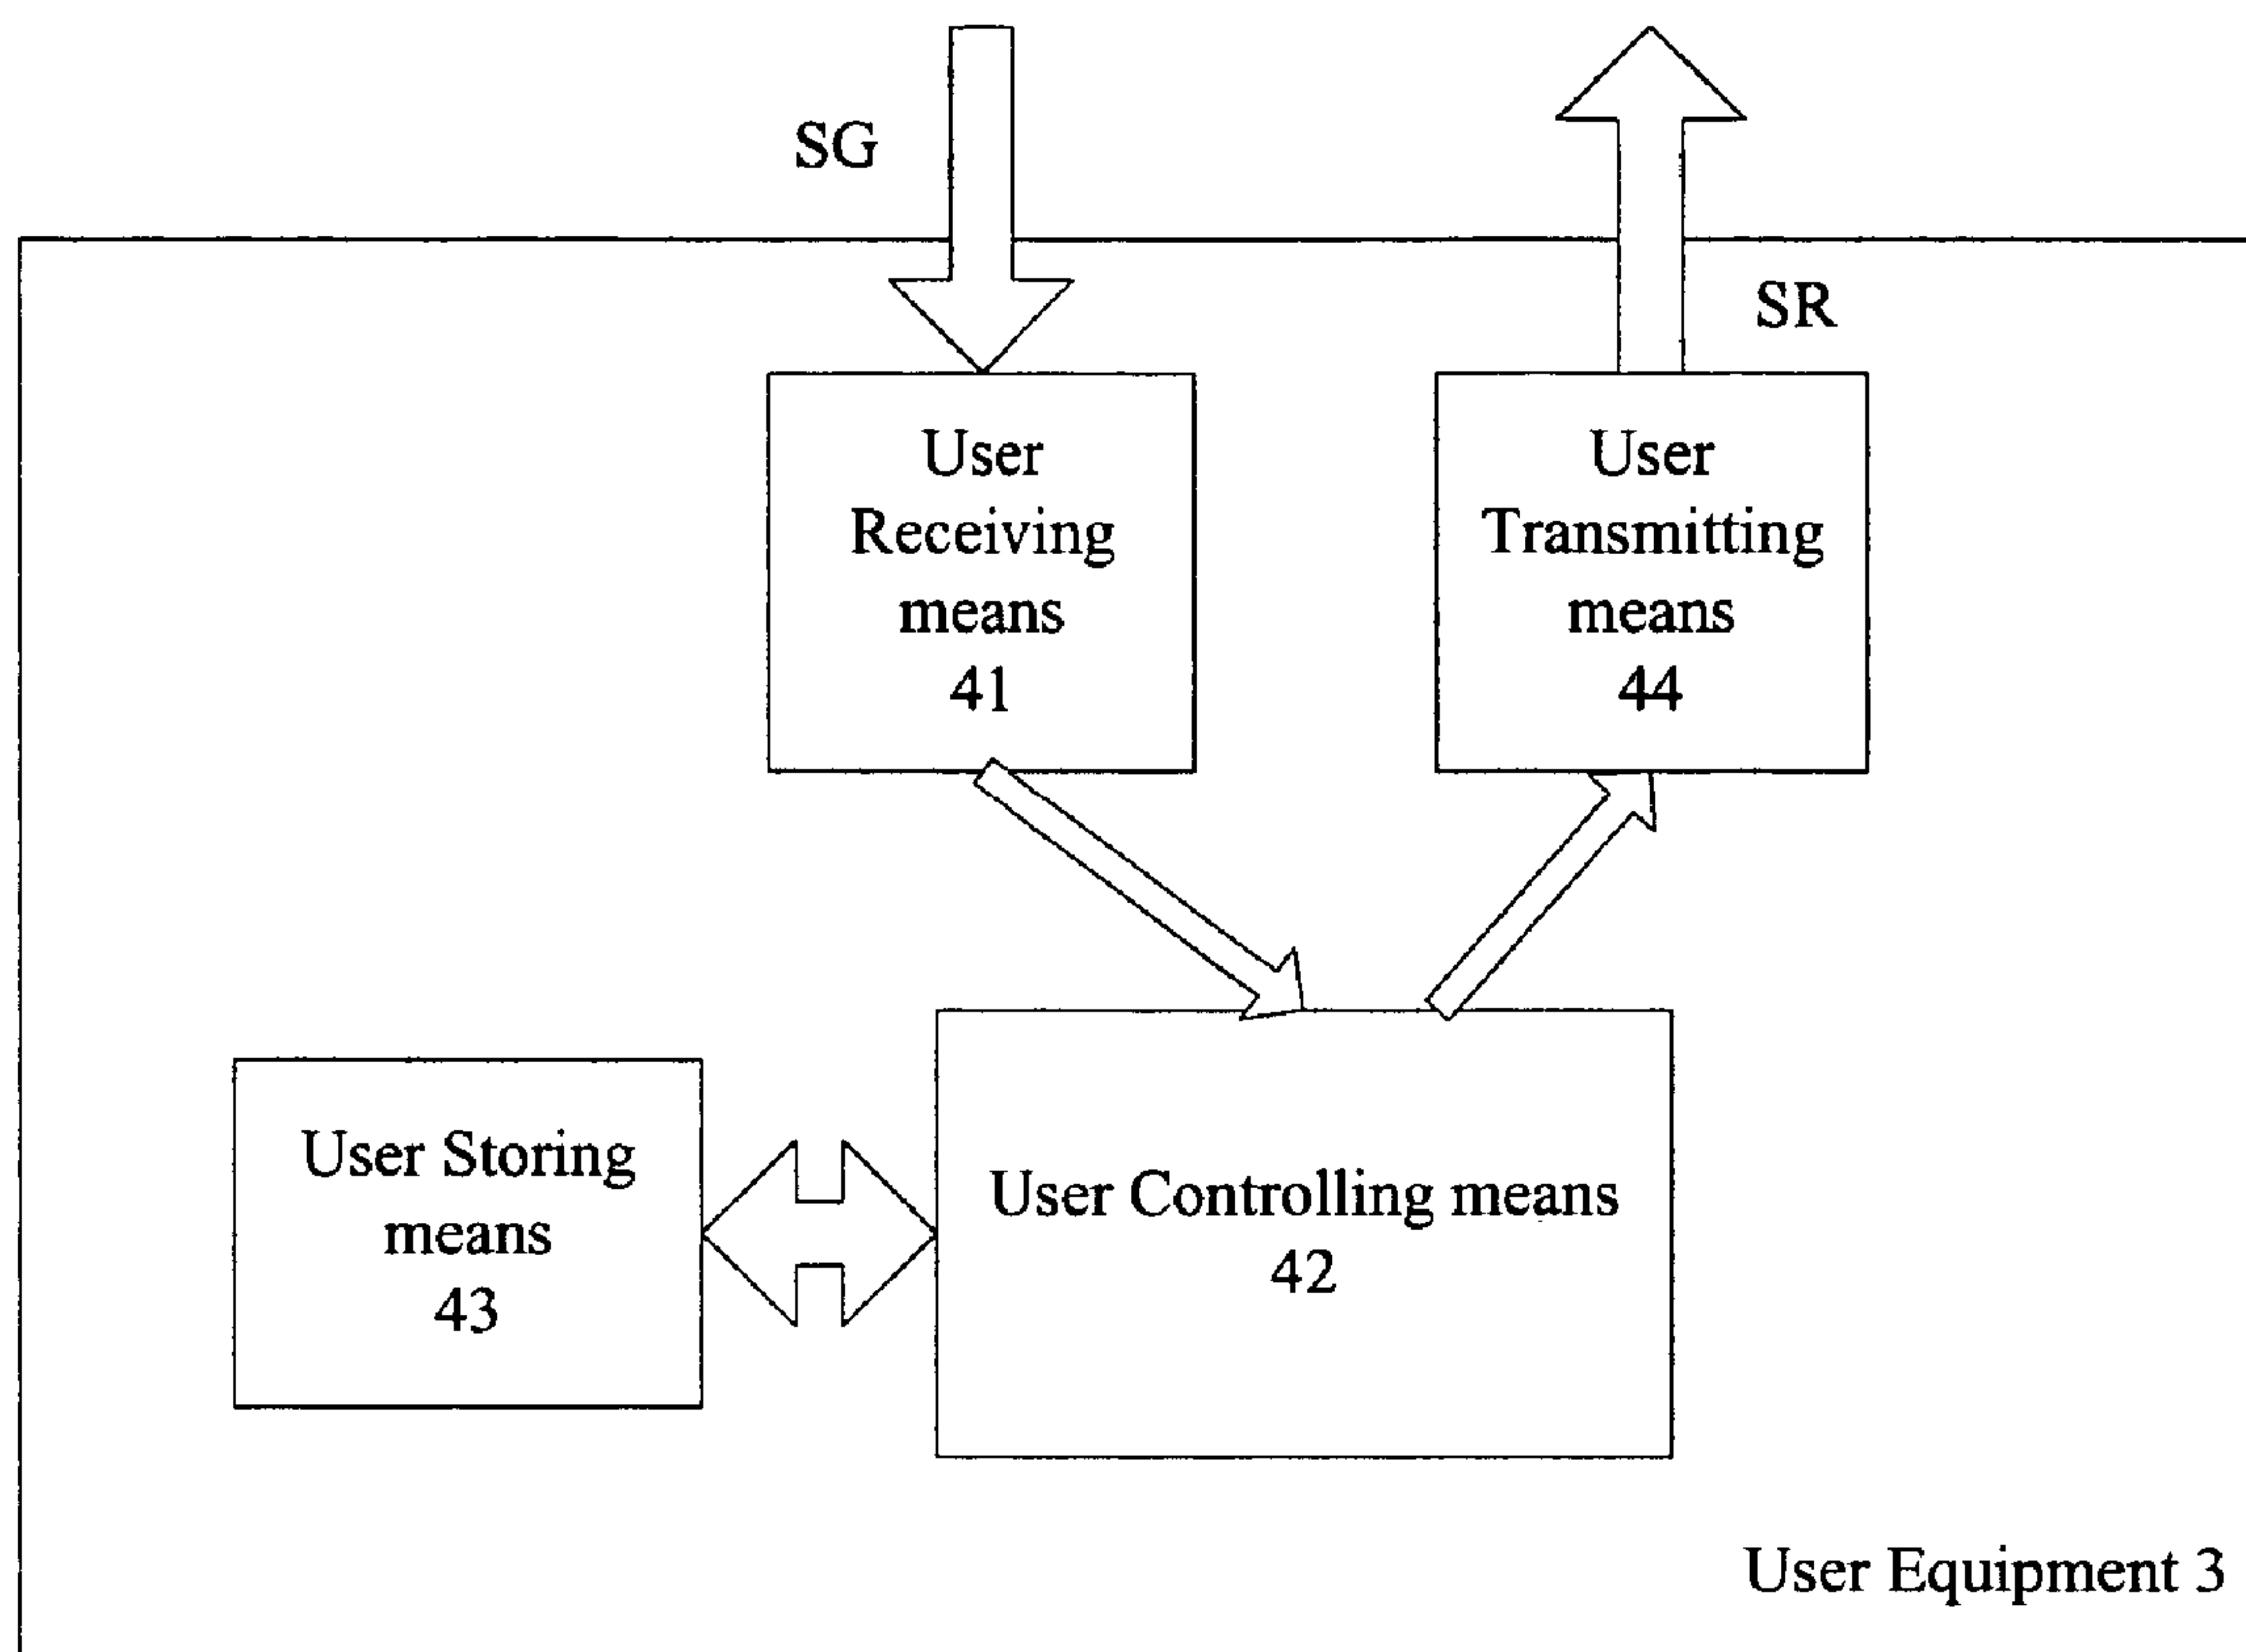 SG
SR
User
Receiving
means
41
User
Transmitting
means
44
User Storing
means
43
User Controlling means
42
User Equipment 3